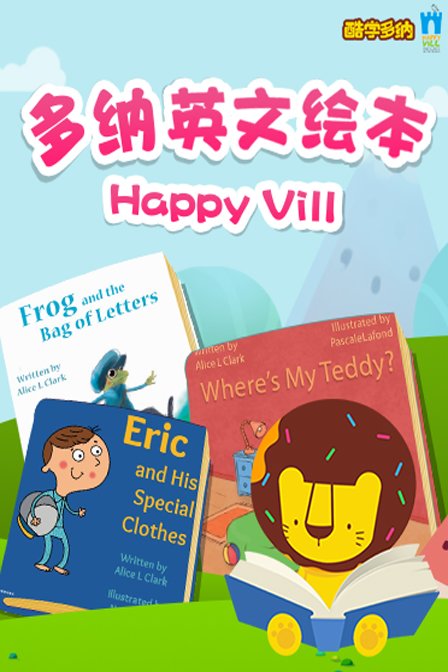 酷学多纳
HAPPY
VILL
多纳英文绘本
Happy Vill
Frog and the
Bag of Letters
Written by
Alice L Clark
Illustrated by
PascaleLafond
Written by
Alice L Clark
Where's My Teddy?
Eric
and His
Special
Clothes
Written by
Alice L Clark
Illustrated